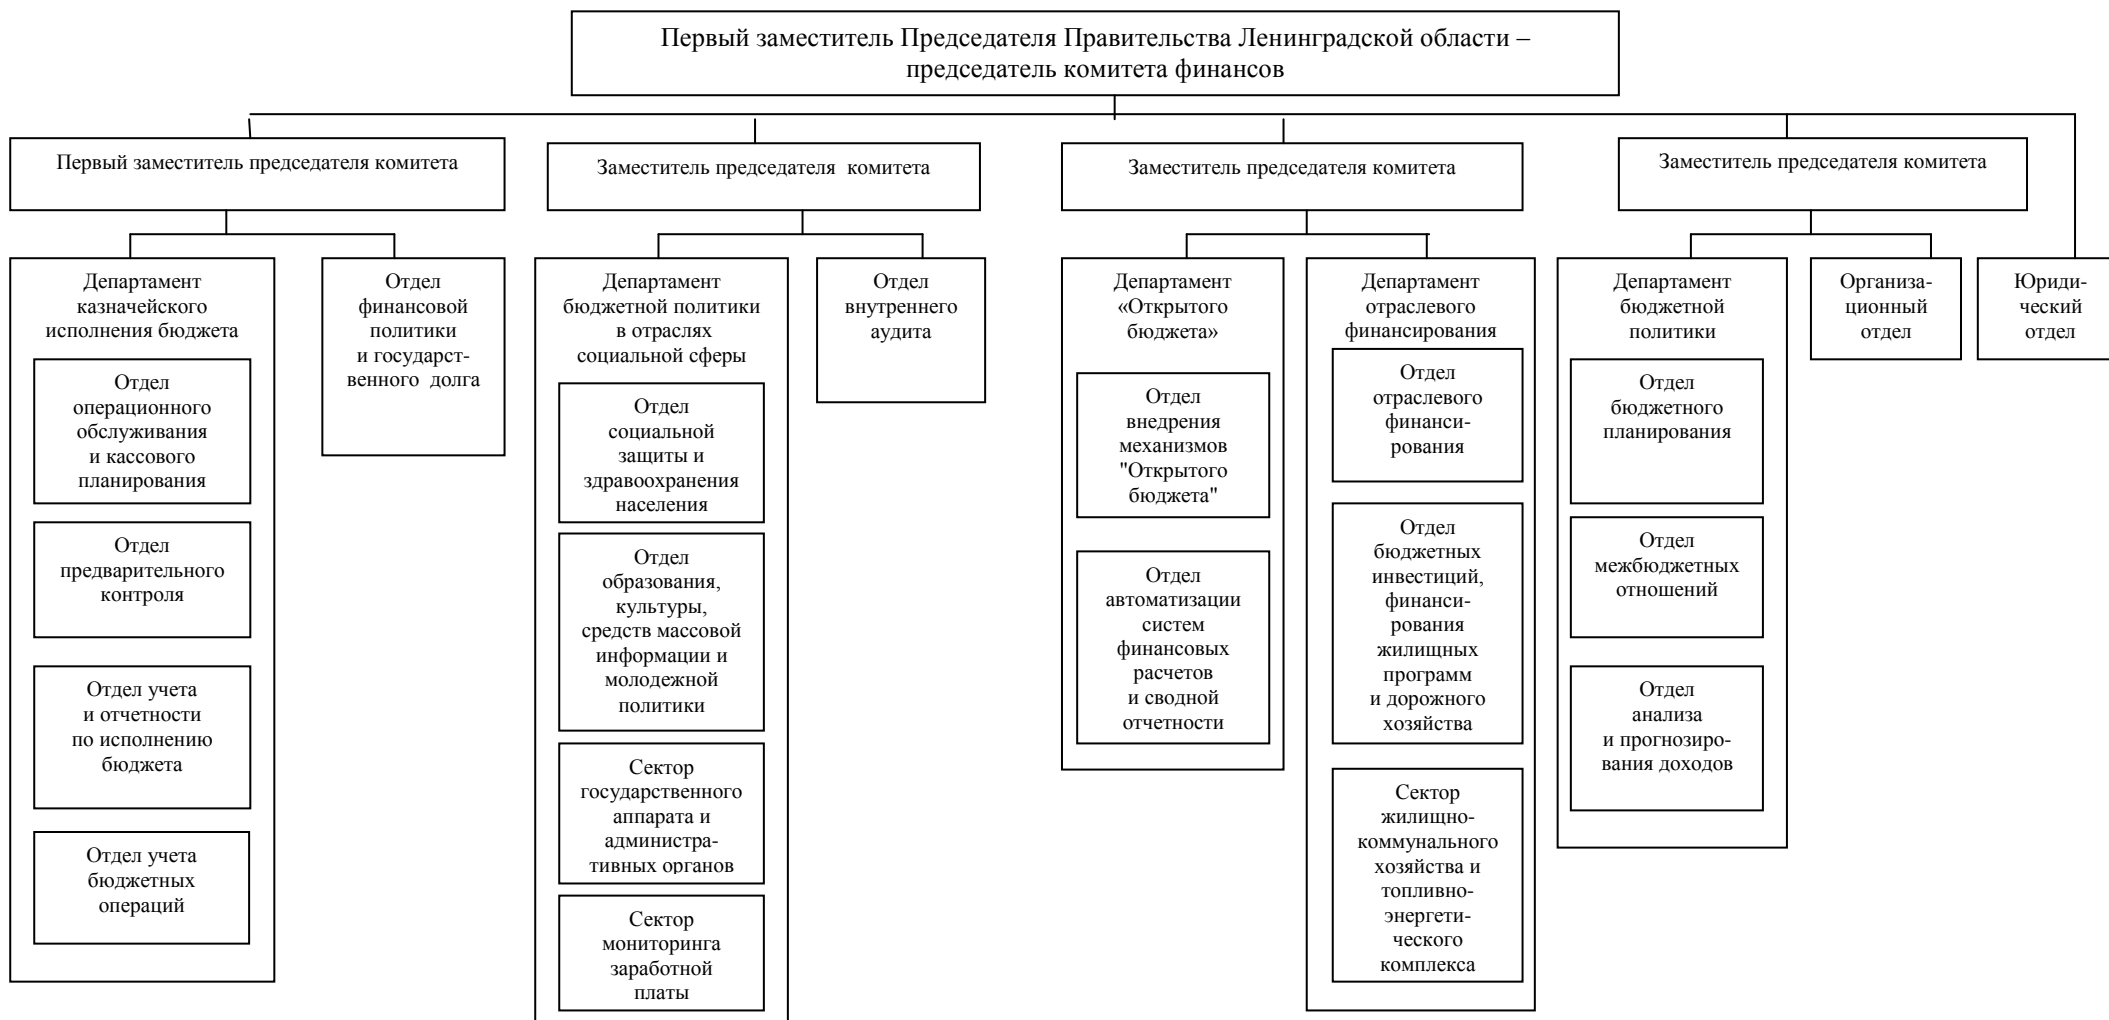 Первый заместитель Председателя Правительства Ленинградской области –
председатель комитета финансов
Первый заместитель председателя комитета
Заместитель председателя комитета
Заместитель председателя комитета
Заместитель председателя комитета
Департамент
казначейского
исполнения бюджета
Отдел
операционного
обслуживания
и кассового
планирования
Отдел
предварительного
контроля
Отдел учета
и отчетности
по исполнению
бюджета
Отдел учета
бюджетных
операций
Отдел
финансовой
политики
и государст-
венного долга
Департамент
бюджетной политики
в отраслях
социальной сферы
Отдел
социальной
защиты и
здравоохранения
населения
Отдел
образования,
культуры,
средств массовой
информации и
молодежной
политики
Сектор
государственного
аппарата и
администра-
тивных органов
Сектор
мониторинга
заработной
платы
Отдел
внутреннего
аудита
Департамент
«Открытого
бюджета»
Отдел
внедрения
механизмов
"Открытого
бюджета"
Отдел
автоматизации
систем
финансовых
расчетов
и сводной
отчетности
Департамент
отраслевого
финансирования
Отдел
отраслевого
финанси-
рования
Отдел
бюджетных
инвестиций,
финанси-
рования
жилищных
программ
и дорожного
хозяйства
Сектор
жилищно-
коммунального
хозяйства и
топливно-
энергети-
ческого
комплекса
Департамент
бюджетной
политики
Отдел
бюджетного
планирования
Отдел
межбюджетных
отношений
Отдел
анализа
и прогнозиро-
вания доходов
Организа-
ционный
отдел
Юриди-
ческий
отдел